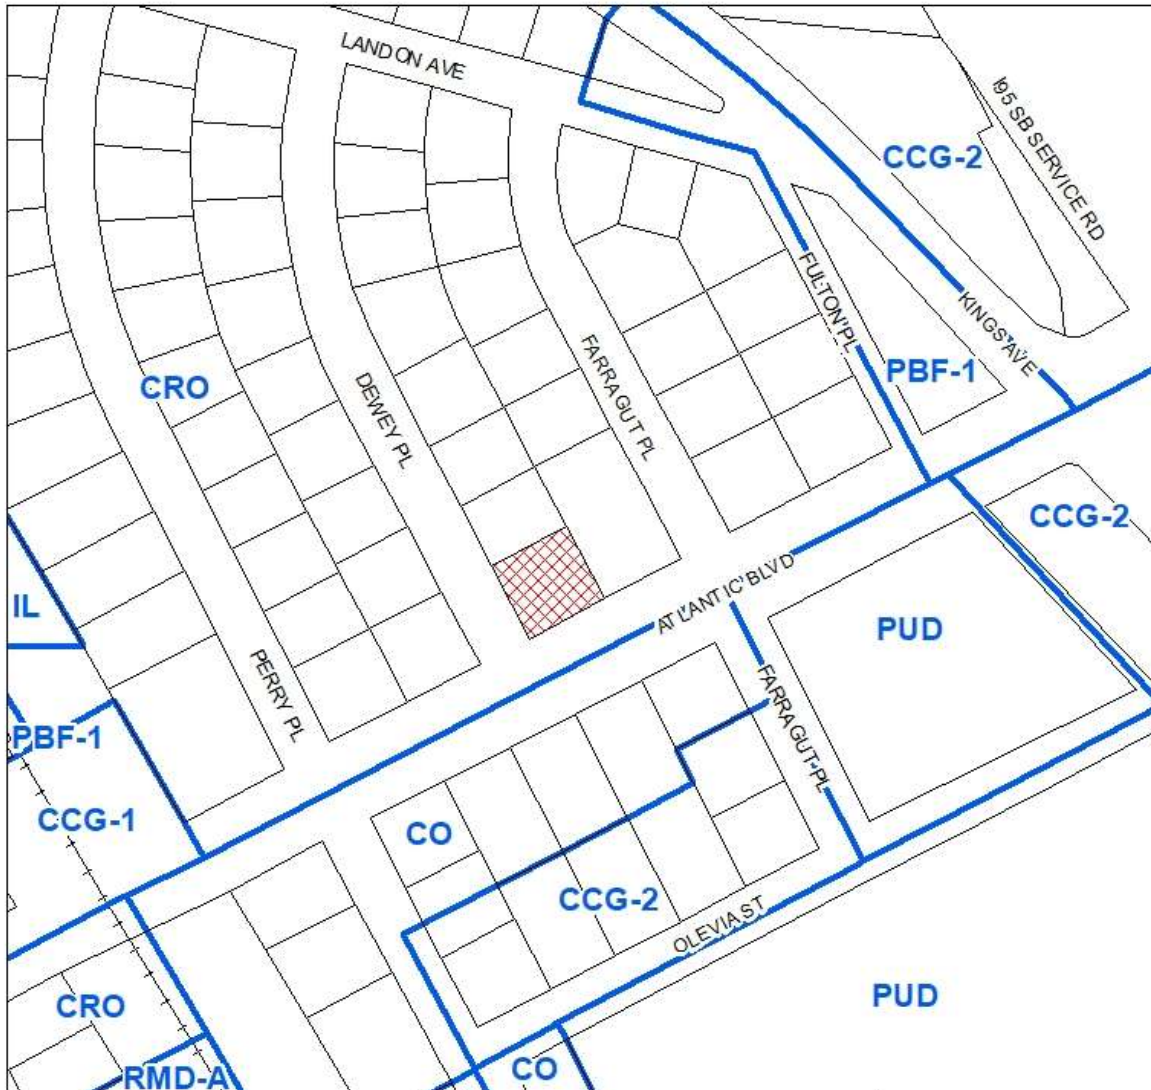 LANDON AVE
I95 SB SERVICE RD
CCG-2
FULTON PL
KINGS AVE
PBF-1
FARRAGUT PL
DEWEY PL
CRO
CCG-2
ATLANTIC BLVD
IL
PUD
PERRY PL
FARRAGUT PL
PBF-1
CCG-1
CO
CCG-2
OLEVIA ST
PUD
CRO
RMD-A
CO